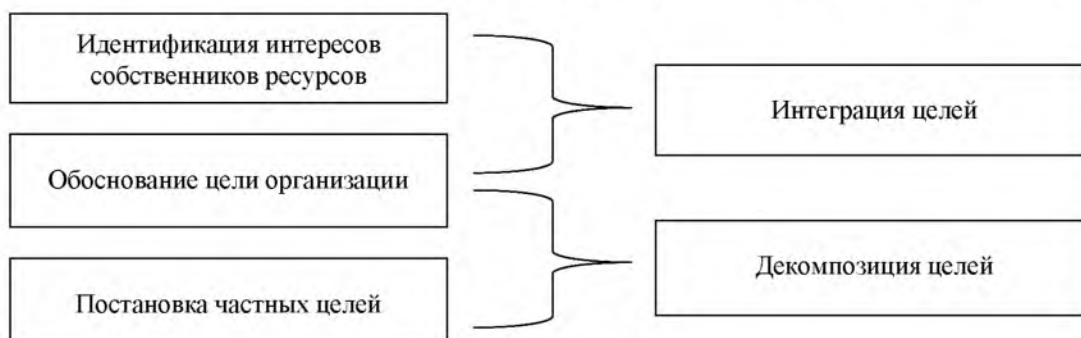 Идентификация интересов
собственников ресурсов
Обоснование цели организации
Постановка частных целей
Интеграция целей
Декомпозиция целей